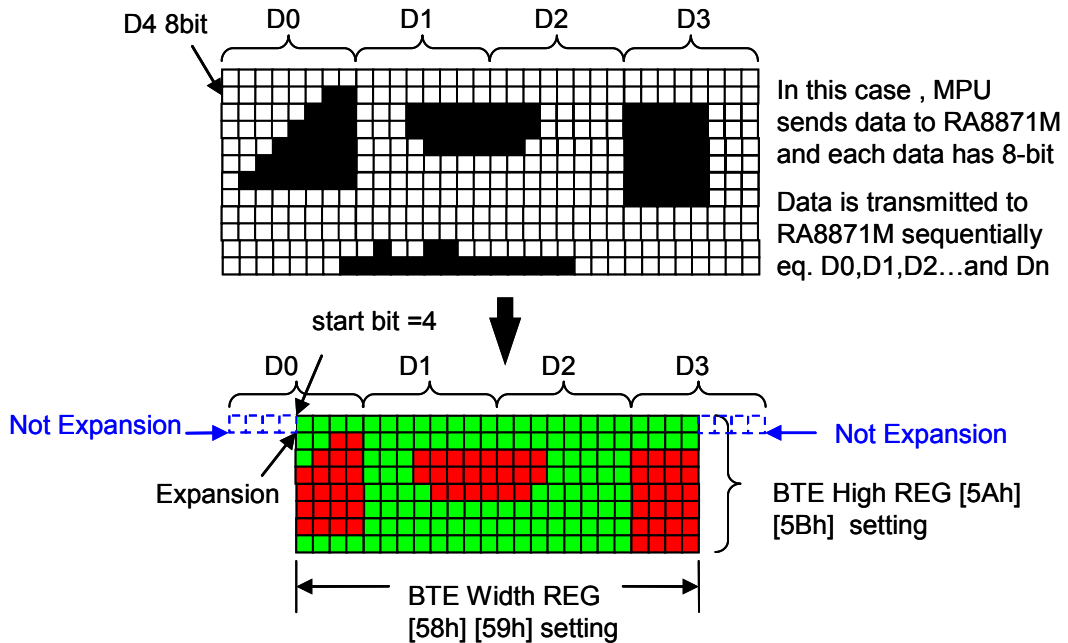 D4 8bit
D0
D1
D2
D3
In this case , MPU
sends data to RA8871M
and each data has 8-bit
Data is transmitted to
RA8871M sequentially
eq. D0,D1,D2…and Dn
start bit =4
D0
D1
D2
D3
Not Expansion
Not Expansion
Expansion
BTE High REG [5Ah]
[5Bh] setting
BTE Width REG
[58h] [59h] setting